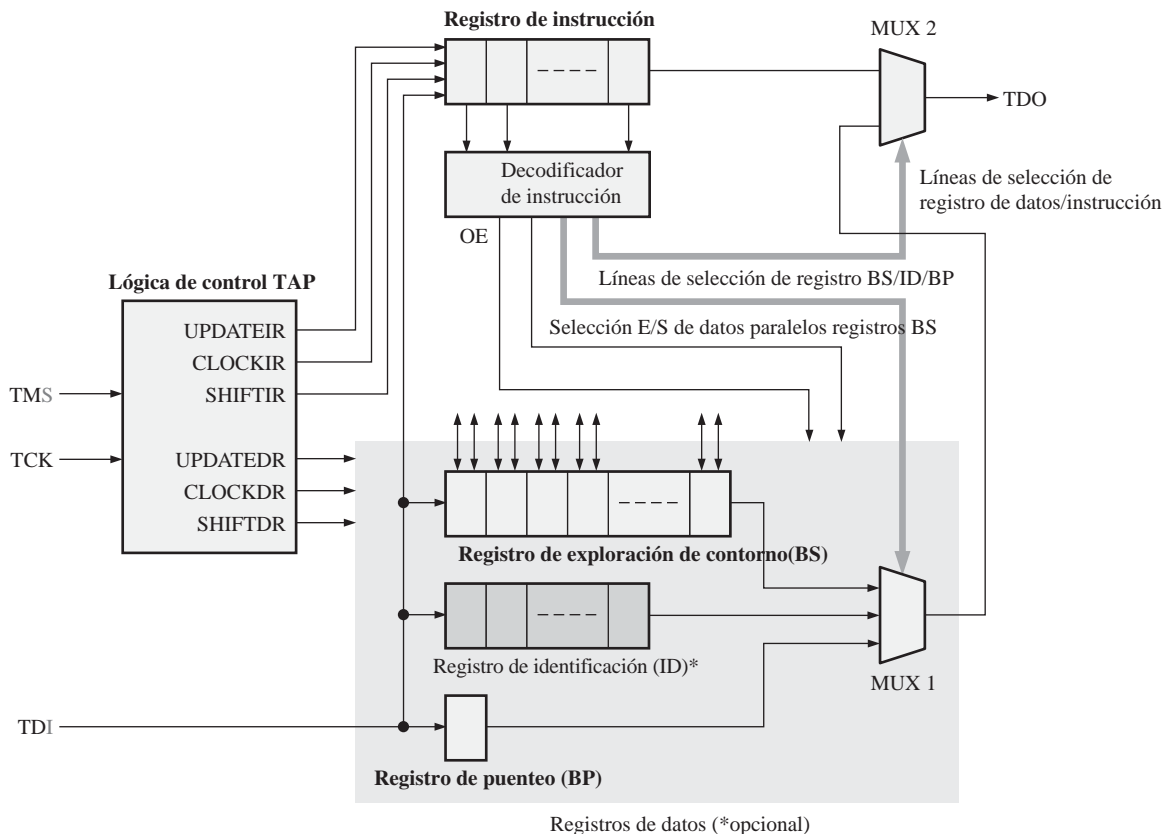 Registro de instrucción
MUX 2
TDO
Decodificador
de instrucción
Líneas de selección de
registro de datos/instrucción
OE
Líneas de selección de registro BS/ID/BP
Lógica de control TAP
Selección E/S de datos paralelos registros BS
UPDATEIR
CLOCKIR
SHIFTIR
TMS
TCK
UPDATEDR
CLOCKDR
SHIFTDR
Registro de exploración de contorno(BS)
Registro de identificación (ID)*
MUX 1
TDI
Registro de puenteo (BP)
Registros de datos (*opcional)